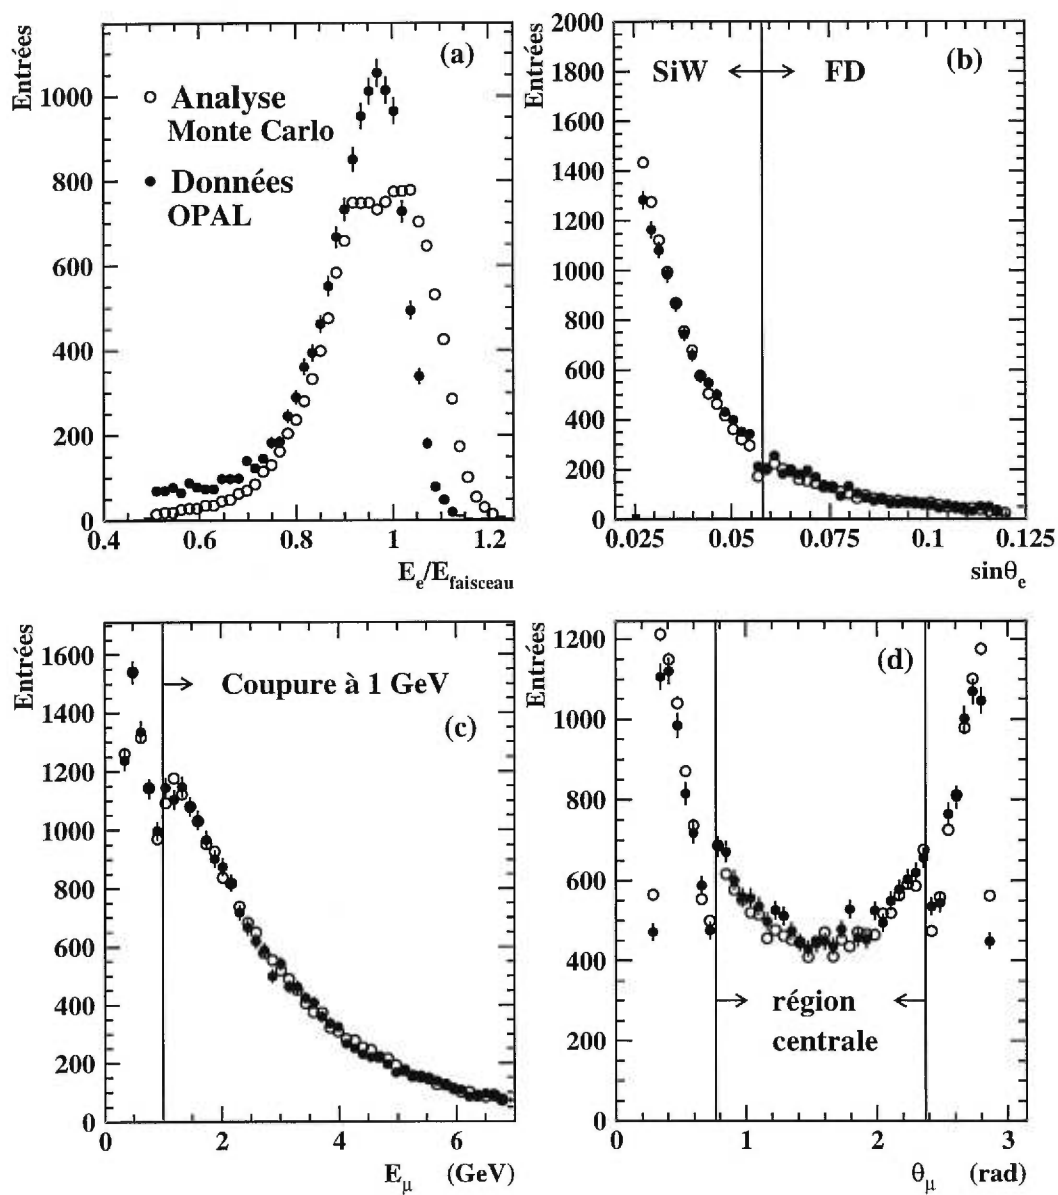 Entrées
(a)
1000
800
600
400
200
0
0.4
0.6
0.8
1
1.2
E_e/E_faisceau
Analyse
Monte Carlo
Données
OPAL
Entrées
(b)
SiW
FD
2000
1800
1600
1400
1200
1000
800
600
400
200
0
0.025
0.05
0.075
0.1
0.125
sinθ_e
Entrées
(c)
Coupure à 1 GeV
1600
1400
1200
1000
800
600
400
200
0
0
2
4
6
E_μ (GeV)
Entrées
(d)
1200
1000
800
600
400
200
0
région
centrale
0
1
2
3
θ_μ (rad)